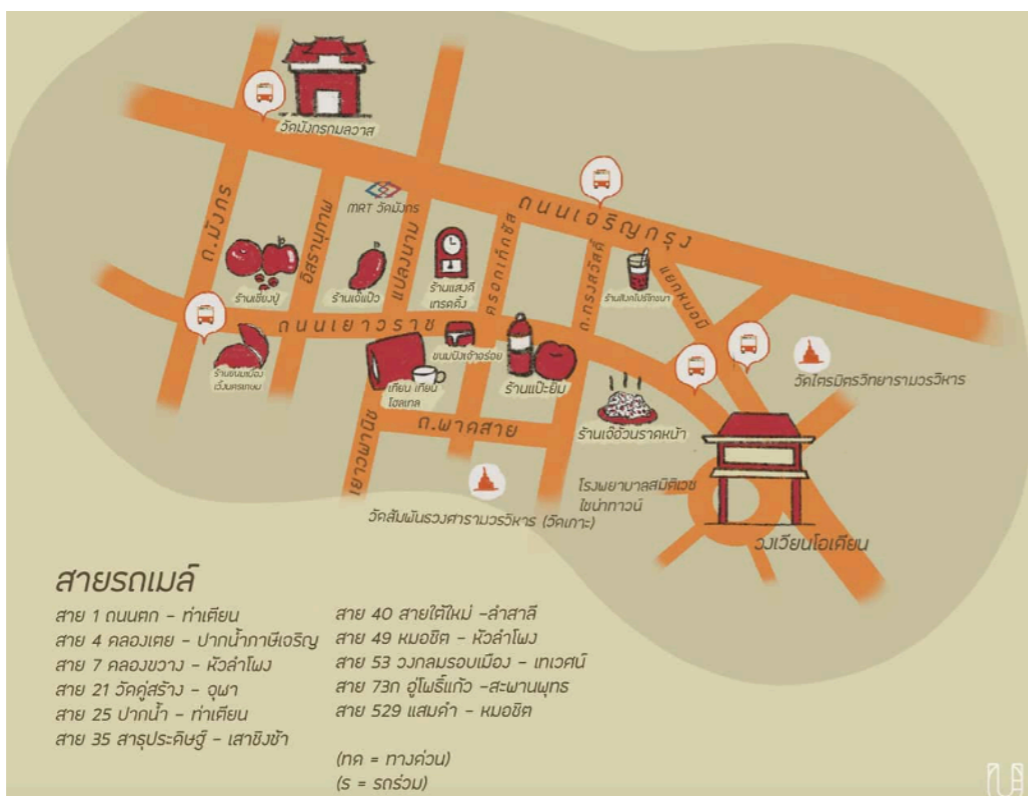 วัดมังกรกมลาวาส
ถนนเจริญกรุง
ถ.มังกร
อิสรานุภาพ
MRT วัดมังกร
แปลงนาม
ตรอกเท็กซัส
ถ.ทรงสวัสดิ์
แยกหมอมี
ร้านเซี้ยงปู้
ร้านเจ๊แป๊ว
ร้านแสงดี
เทรดดิ้ง
ถนนเยาวราช
ขนมปังเจ้าอร่อย
เทียน เทียน
โฮสเทล
ร้านแป๊ะยิ้ม
ร้านเจ๊อ้วนราดหน้า
วัดไตรมิตรวิทยารามวรวิหาร
ถ.พาดสาย
เยาวพานิช
วัดสัมพันธวงศารามวรวิหาร (วัดเกาะ)
โรงพยาบาลสมิติเวช
ไชน่าทาวน์
วงเวียนโอเดียน
สายรถเมล์
สาย 1 ถนนตก - ท่าเตียน
สาย 4 คลองเตย - ปากน้ำภาษีเจริญ
สาย 7 คลองขวาง - หัวลำโพง
สาย 21 วัดคู่สร้าง - จุฬา
สาย 25 ปากน้ำ - ท่าเตียน
สาย 35 สาธุประดิษฐ์ - เสาชิงช้า
สาย 40 สายใต้ใหม่ -ลำสาลี
สาย 49 หมอชิต - หัวลำโพง
สาย 53 วงกลมรอบเมือง - เทเวศน์
สาย 73ก อู่โพธิ์แก้ว -สะพานพุทธ
สาย 529 แสมดำ - หมอชิต
(ทด = ทางด่วน)
(ร = รถร่วม)